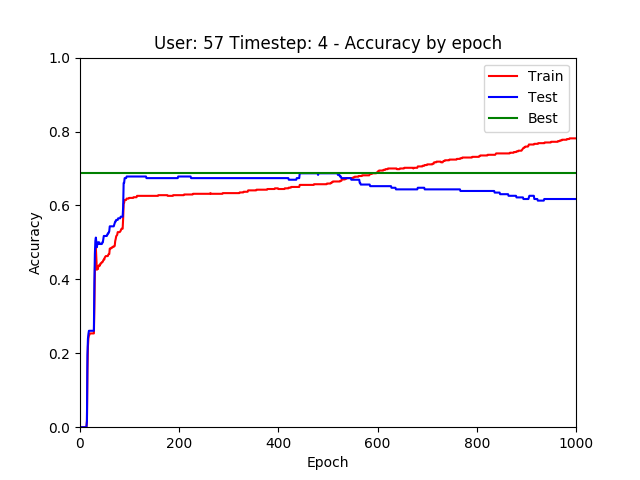 User: 57 Timestep: 4 - Accuracy by epoch
1.0
0.8
0.6
0.4
0.2
0.0
Accuracy
Train
Test
Best
0 200 400 600 800 1000
Epoch